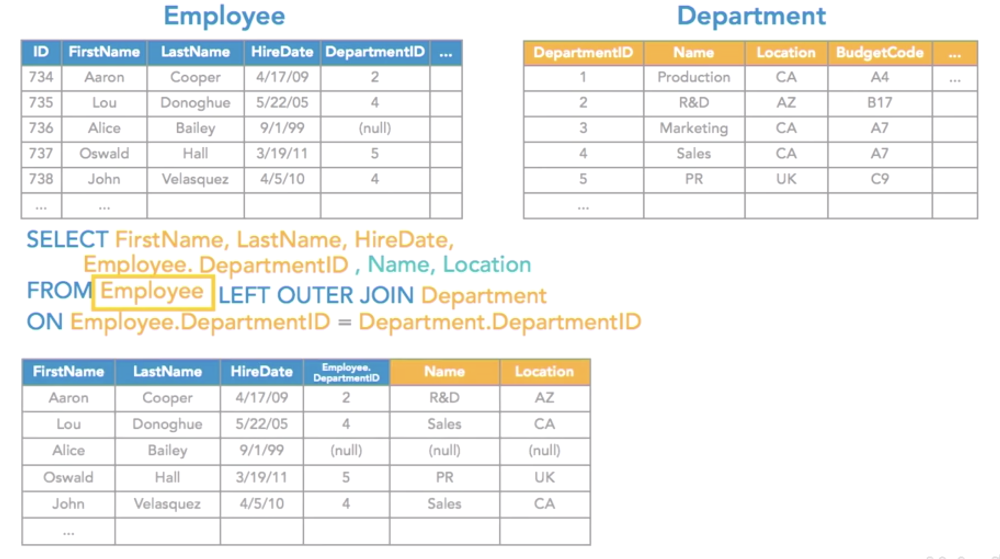 Employee
ID FirstName LastName HireDate DepartmentID ...
734 Aaron Cooper 4/17/09 2
735 Lou Donoghue 5/22/05 4
736 Alice Bailey 9/1/99 (null)
737 Oswald Hall 3/19/11 5
738 John Velasquez 4/5/10 4
... ...
Department
DepartmentID Name Location BudgetCode ...
1 Production CA A4 ...
2 R&D AZ B17
3 Marketing CA A7
4 Sales CA A7
5 PR UK C9
...
SELECT FirstName, LastName, HireDate,
Employee. DepartmentID , Name, Location
FROM Employee LEFT OUTER JOIN Department
ON Employee.DepartmentID = Department.DepartmentID
FirstName LastName HireDate Employee. DepartmentID Name Location
Aaron Cooper 4/17/09 2 R&D AZ
Lou Donoghue 5/22/05 4 Sales CA
Alice Bailey 9/1/99 (null) (null) (null)
Oswald Hall 3/19/11 5 PR UK
John Velasquez 4/5/10 4 Sales CA
...